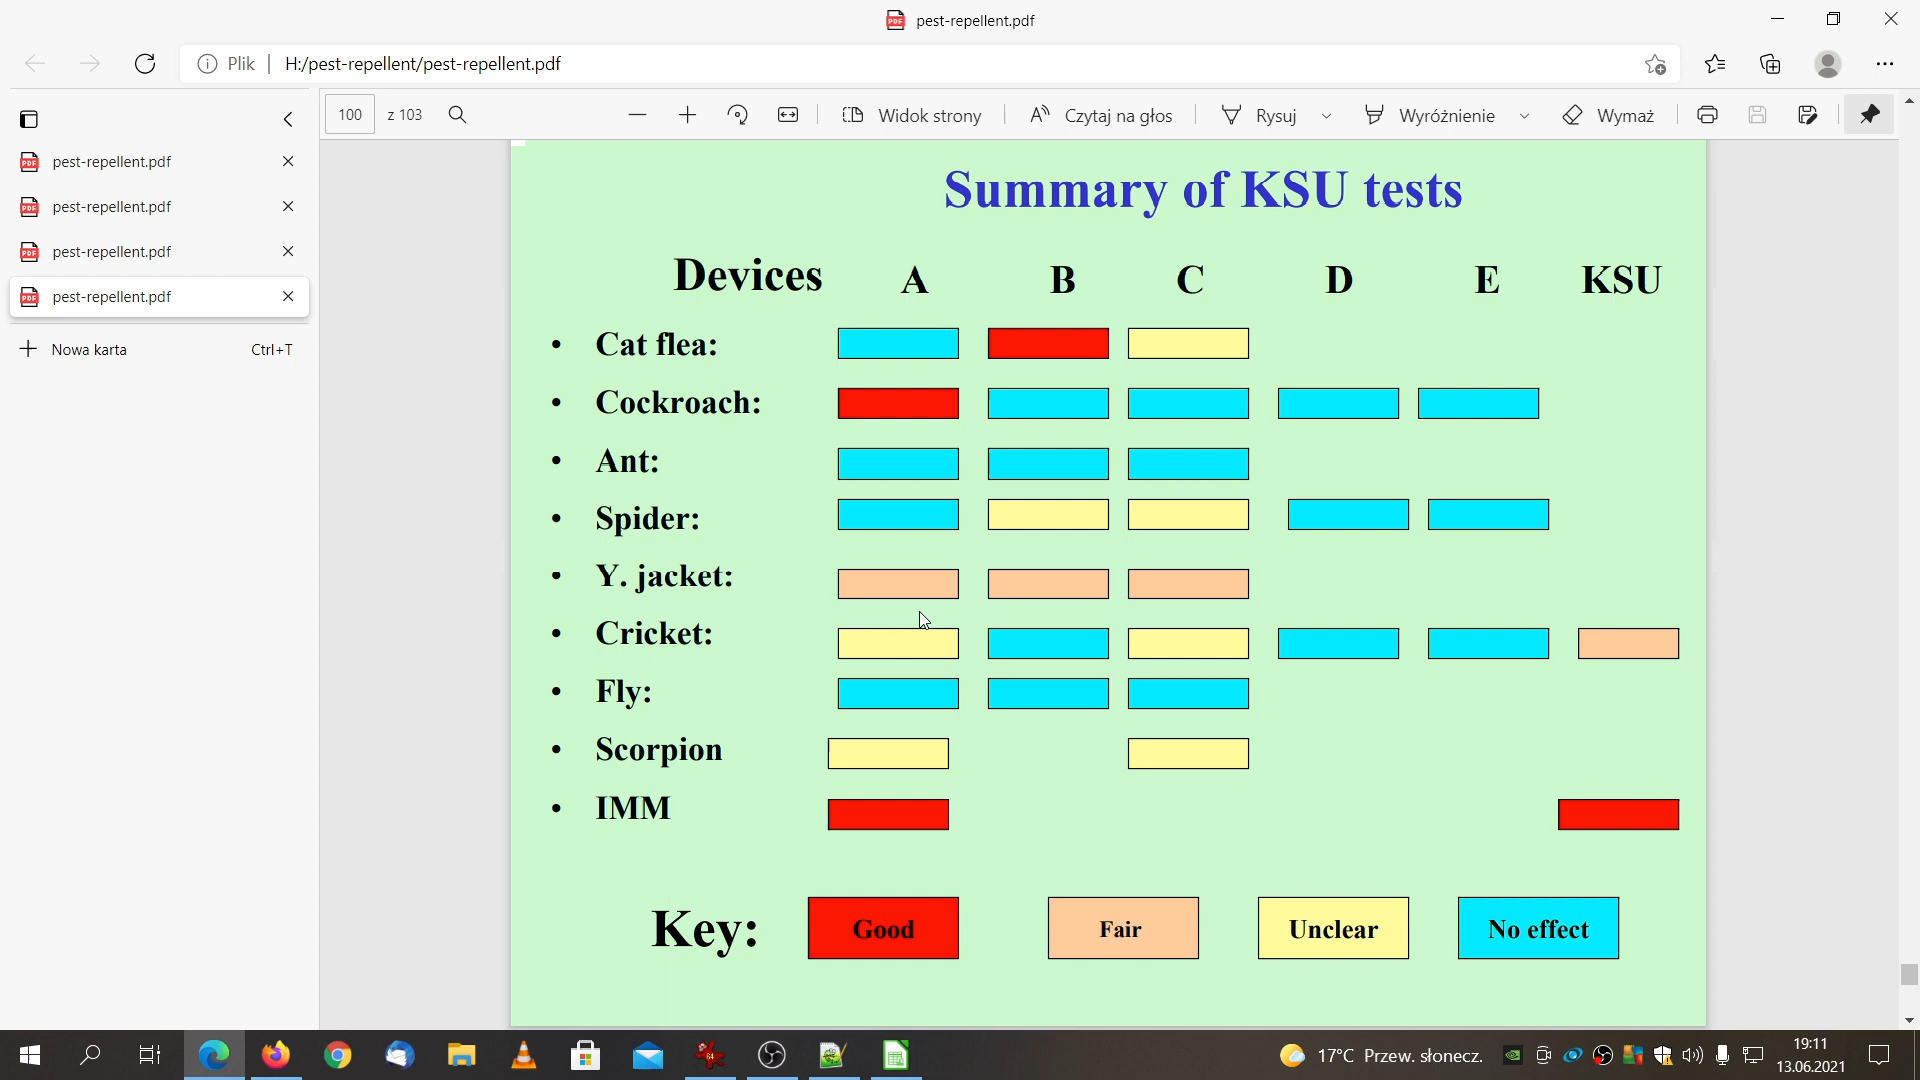 pest-repellent.pdf
Plik
H:/pest-repellent/pest-repellent.pdf
100 z 103
Widok strony
Czytaj na głos
Rysuj
Wyróżnienie
Wymaż
pest-repellent.pdf
pest-repellent.pdf
pest-repellent.pdf
pest-repellent.pdf
Nowa karta Ctrl+T
Summary of KSU tests
Devices A B C D E KSU
• Cat flea:
• Cockroach:
• Ant:
• Spider:
• Y. jacket:
• Cricket:
• Fly:
• Scorpion
• IMM
Key: Good Fair Unclear No effect
17°C Przew. słonecz.
19:11
13.06.2021